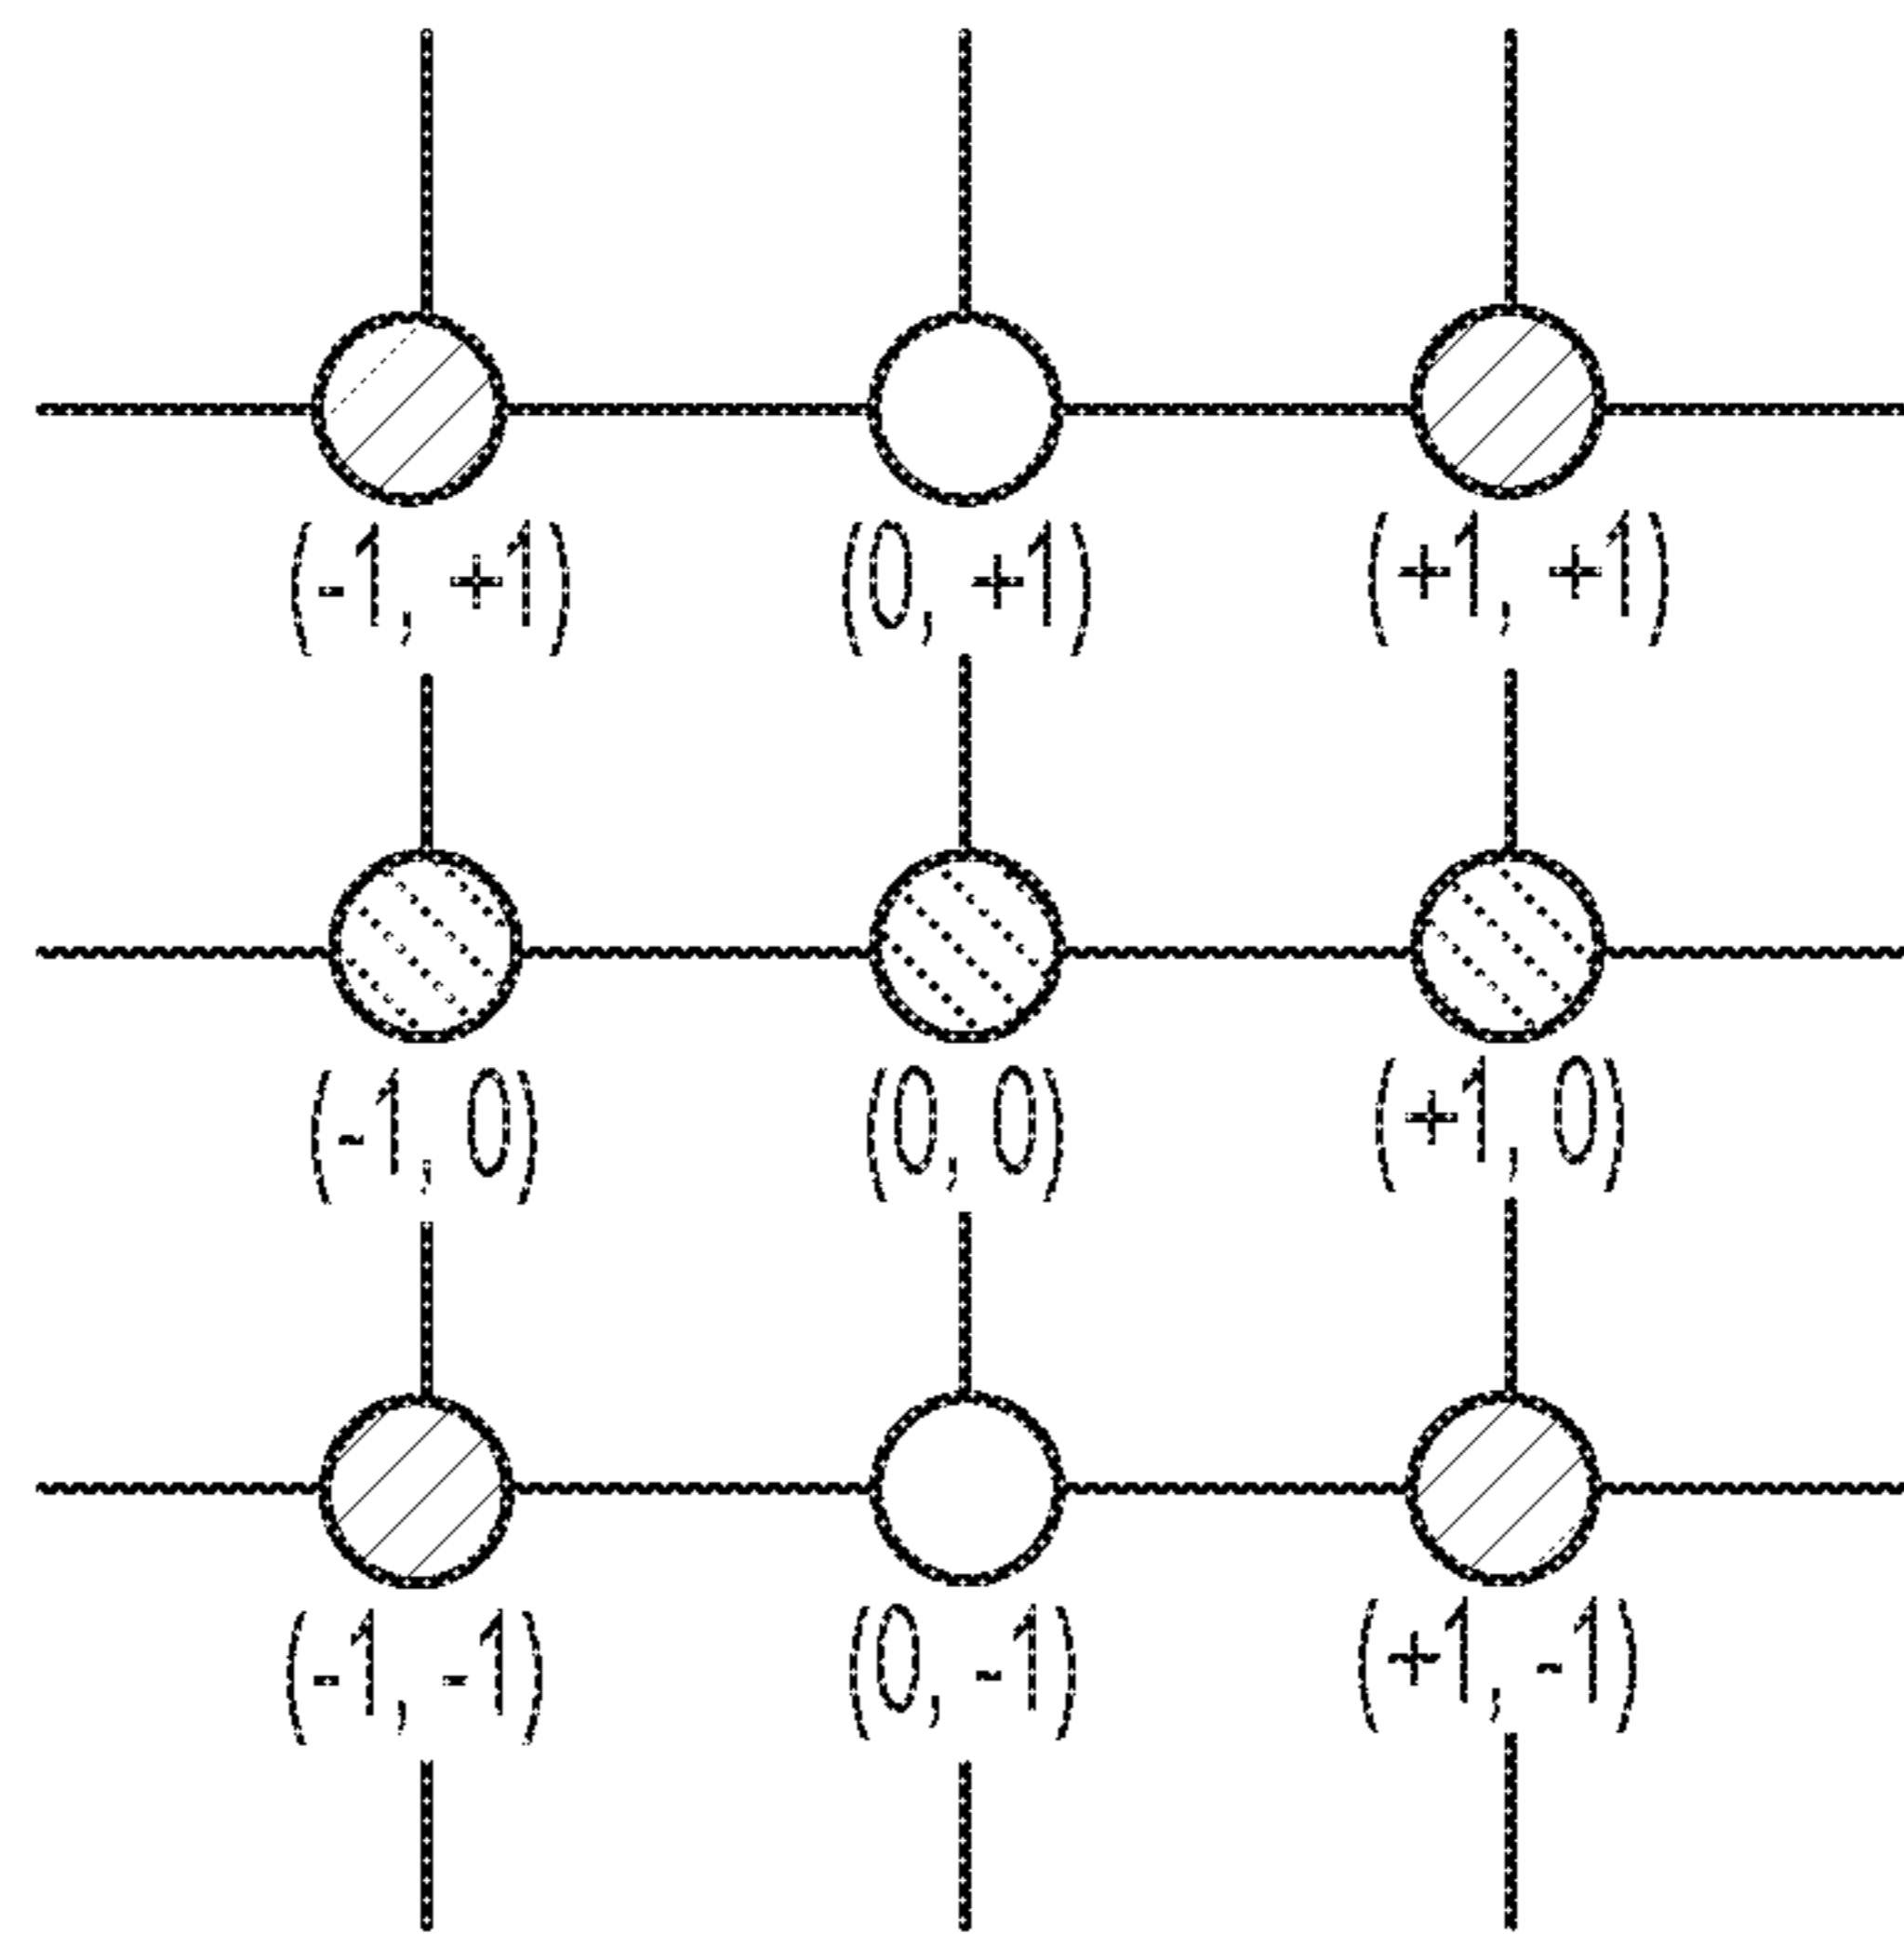 (-1, +1) (0, +1) (+1, +1)
(-1, 0) (0, 0) (+1, 0)
(-1, -1) (0, -1) (+1, -1)